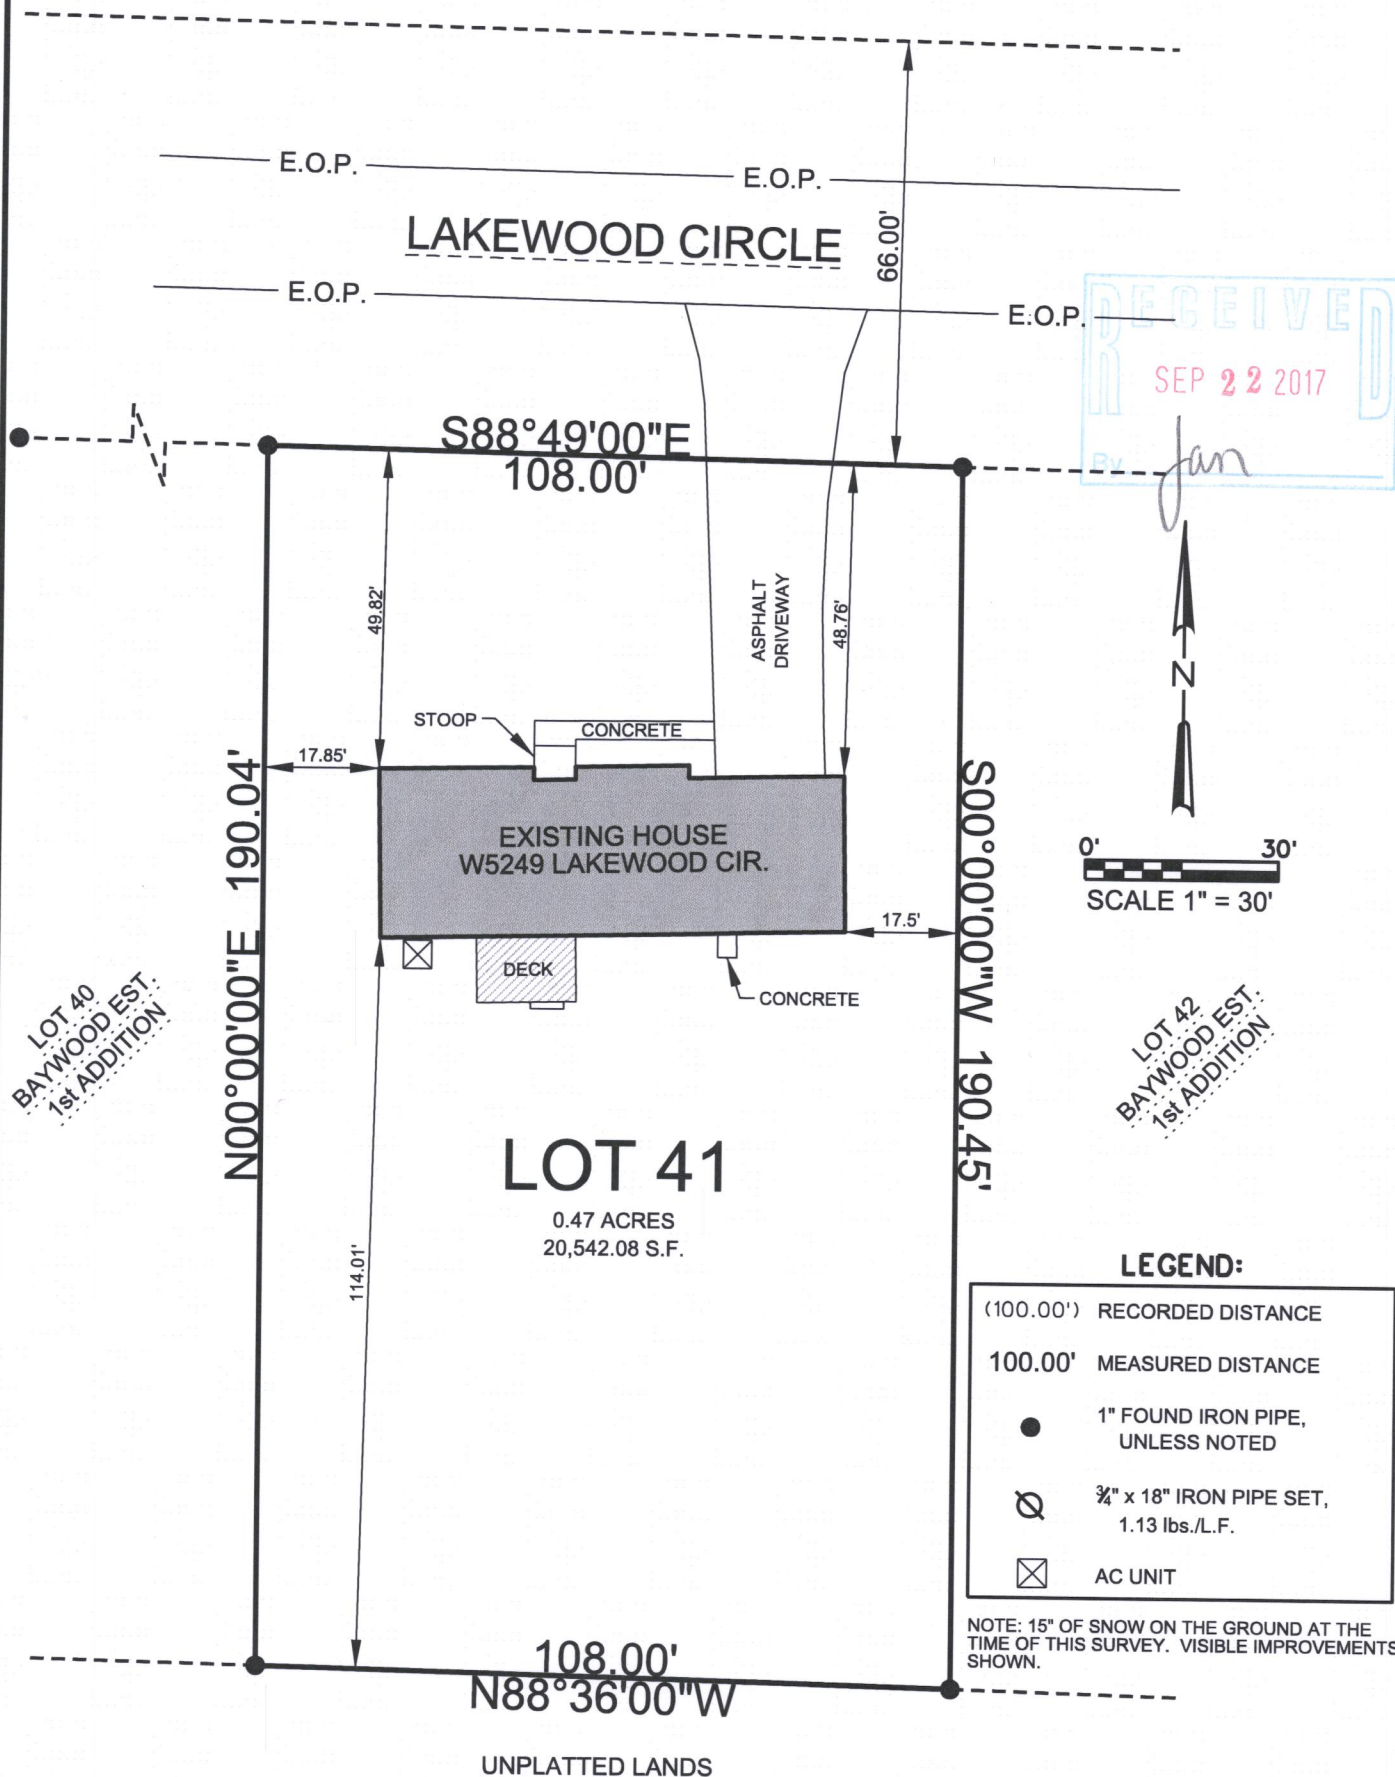 E.O.P.
E.O.P.
LAKEWOOD CIRCLE
66.00'
E.O.P.
E.O.P.
RECEIVED
SEP 22 2017
By Jan
S88°49'00"E
108.00'
49.82'
ASPHALT
DRIVEWAY
48.76'
N
STOOP
CONCRETE
17.85'
N00°00'00"E 190.04'
EXISTING HOUSE
W5249 LAKEWOOD CIR.
S00°00'00"W 190.45'
0' 30'
SCALE 1" = 30'
17.5'
DECK
CONCRETE
LOT 40
BAYWOOD EST.
1st ADDITION
LOT 42
BAYWOOD EST.
1st ADDITION
LOT 41
0.47 ACRES
20,542.08 S.F.
114.01'
LEGEND:
(100.00') RECORDED DISTANCE
100.00' MEASURED DISTANCE
1" FOUND IRON PIPE,
UNLESS NOTED
¾" x 18" IRON PIPE SET,
1.13 lbs./L.F.
AC UNIT
NOTE: 15" OF SNOW ON THE GROUND AT THE
TIME OF THIS SURVEY. VISIBLE IMPROVEMENTS
SHOWN.
108.00'
N88°36'00"W
UNPLATTED LANDS